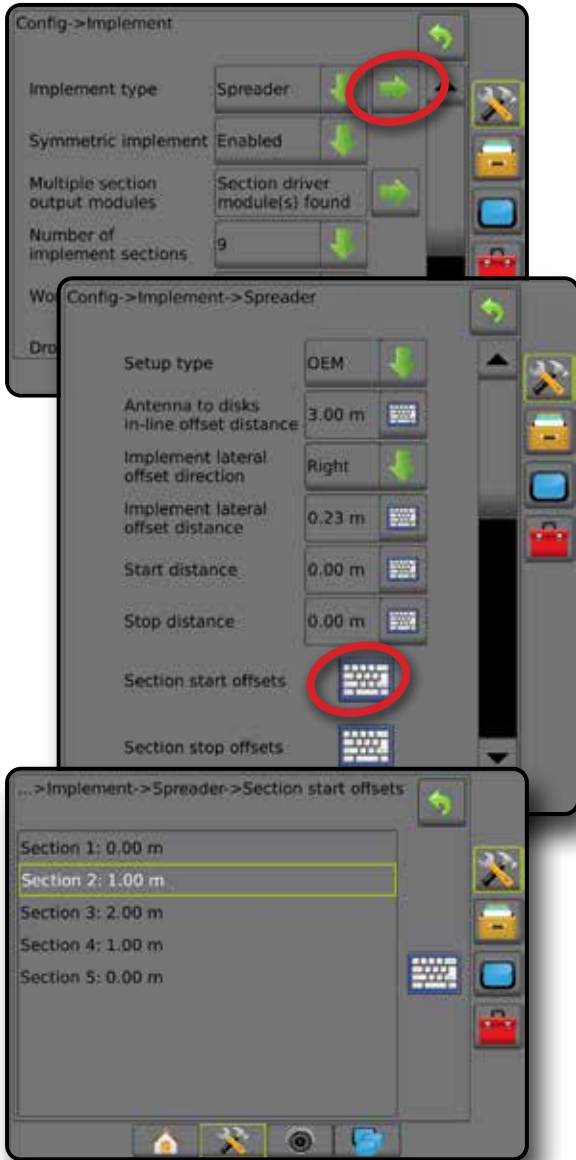 Config->Implement
Implement type Spreader
Symmetric implement Enabled
Multiple section output modules Section driver module(s) found
Number of implement sections 9
Wo
Dro
Config->Implement->Spreader
Setup type OEM
Antenna to disks in-line offset distance 3.00 m
Implement lateral offset direction Right
Implement lateral offset distance 0.23 m
Start distance 0.00 m
Stop distance 0.00 m
Section start offsets
Section stop offsets
...>Implement->Spreader->Section start offsets
Section 1: 0.00 m
Section 2: 1.00 m
Section 3: 2.00 m
Section 4: 1.00 m
Section 5: 0.00 m